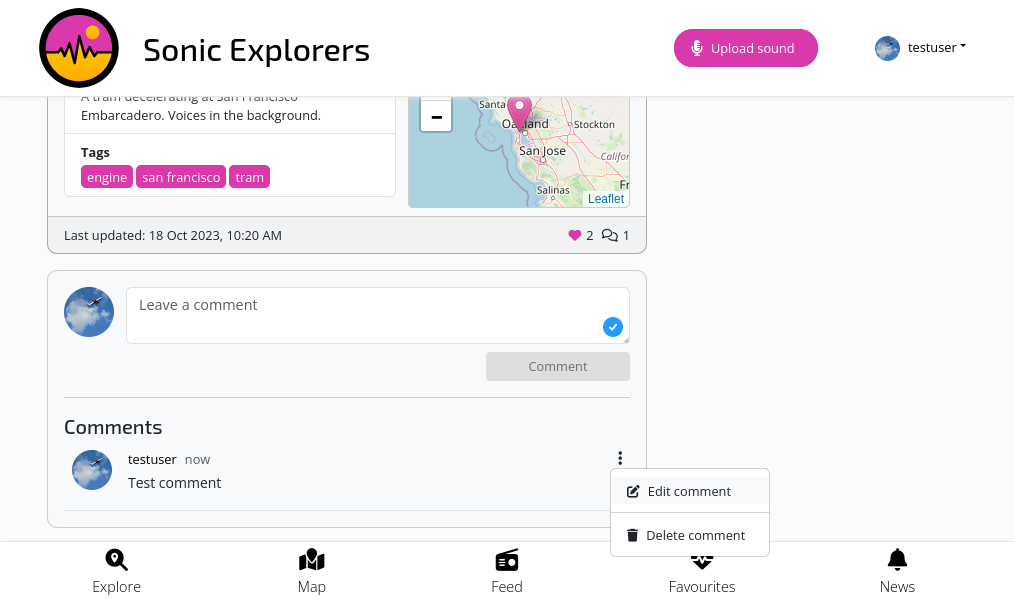 Sonic Explorers
Upload sound
testuser
A tram decelerating at San Francisco
Embarcadero. Voices in the background.
Tags
engine san francisco tram
−
Santa
Oakland
Stockton
San Jose
Califor
Salinas
Fr
Leaflet
Last updated: 18 Oct 2023, 10:20 AM
2 1
Leave a comment
Comment
Comments
testuser now
Test comment
Edit comment
Delete comment
Explore Map Feed Favourites News